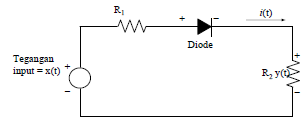 R1
+
−
i(t)
Diode
Tegangan
input = x(t)
+
−
+
R2 y(t)
−